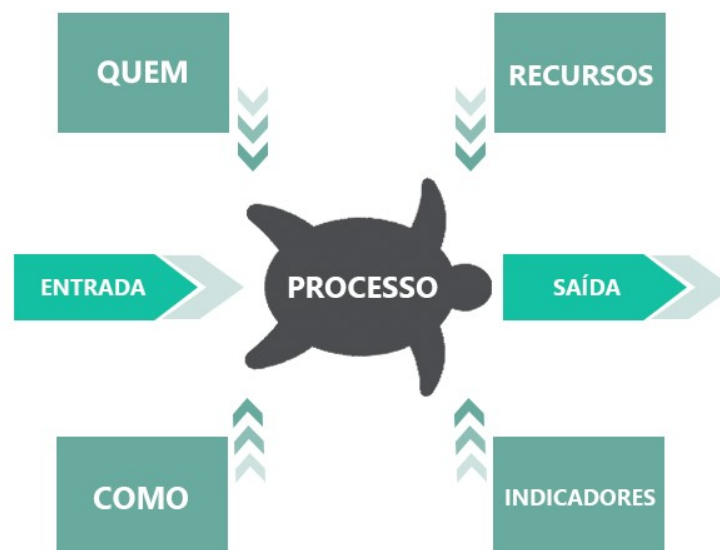 QUEM
RECURSOS
ENTRADA
PROCESSO
SAÍDA
COMO
INDICADORES